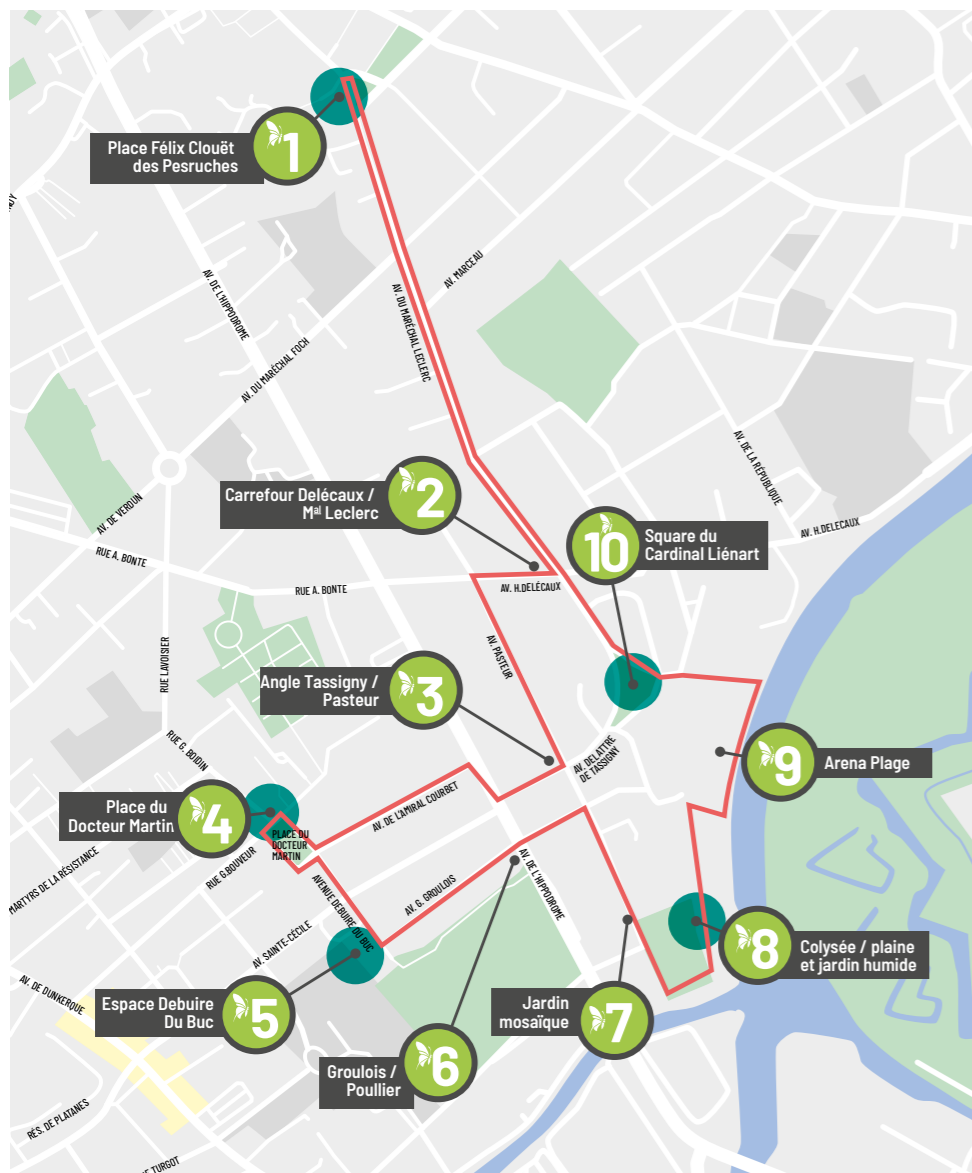 1
Place Félix Clouët
des Pesruches
AV. DE L'HIPPODROME
AV. MARCEAU
AV. DU MARÉCHAL LECLERC
AV. DU MARÉCHAL FOCH
AV. DE LA RÉPUBLIQUE
2
Carrefour Delécaux /
Mal Leclerc
AV. DE VERDUN
10
Square du
Cardinal Liénart
AV. H.DELECAUX
RUE A. BONTE
RUE A. BONTE
AV. H.DELÉCAUX
RUE LAVOISIER
AV. PASTEUR
3
Angle Tassigny /
Pasteur
RUE G. BOIDIN
AV. DELATTRE
DE TASSIGNY
9
Arena Plage
4
Place du
Docteur Martin
AV. DE L'AMIRAL COURBET
PLACE DU
DOCTEUR
MARTIN
MARTYRS DE LA RÉSISTANCE
RUE G.BOUVEUR
AVENUE DEBUIRE DU BUC
AV. G. GROULOIS
AV. DE L'HIPPODROME
AV. SAINTE-CÉCILE
8
Colysée / plaine
et jardin humide
AV. DE DUNKERQUE
5
Espace Debuire
Du Buc
7
Jardin
mosaïque
6
Groulois /
Poullier
RÉS. DE PLATANES
TURGOT